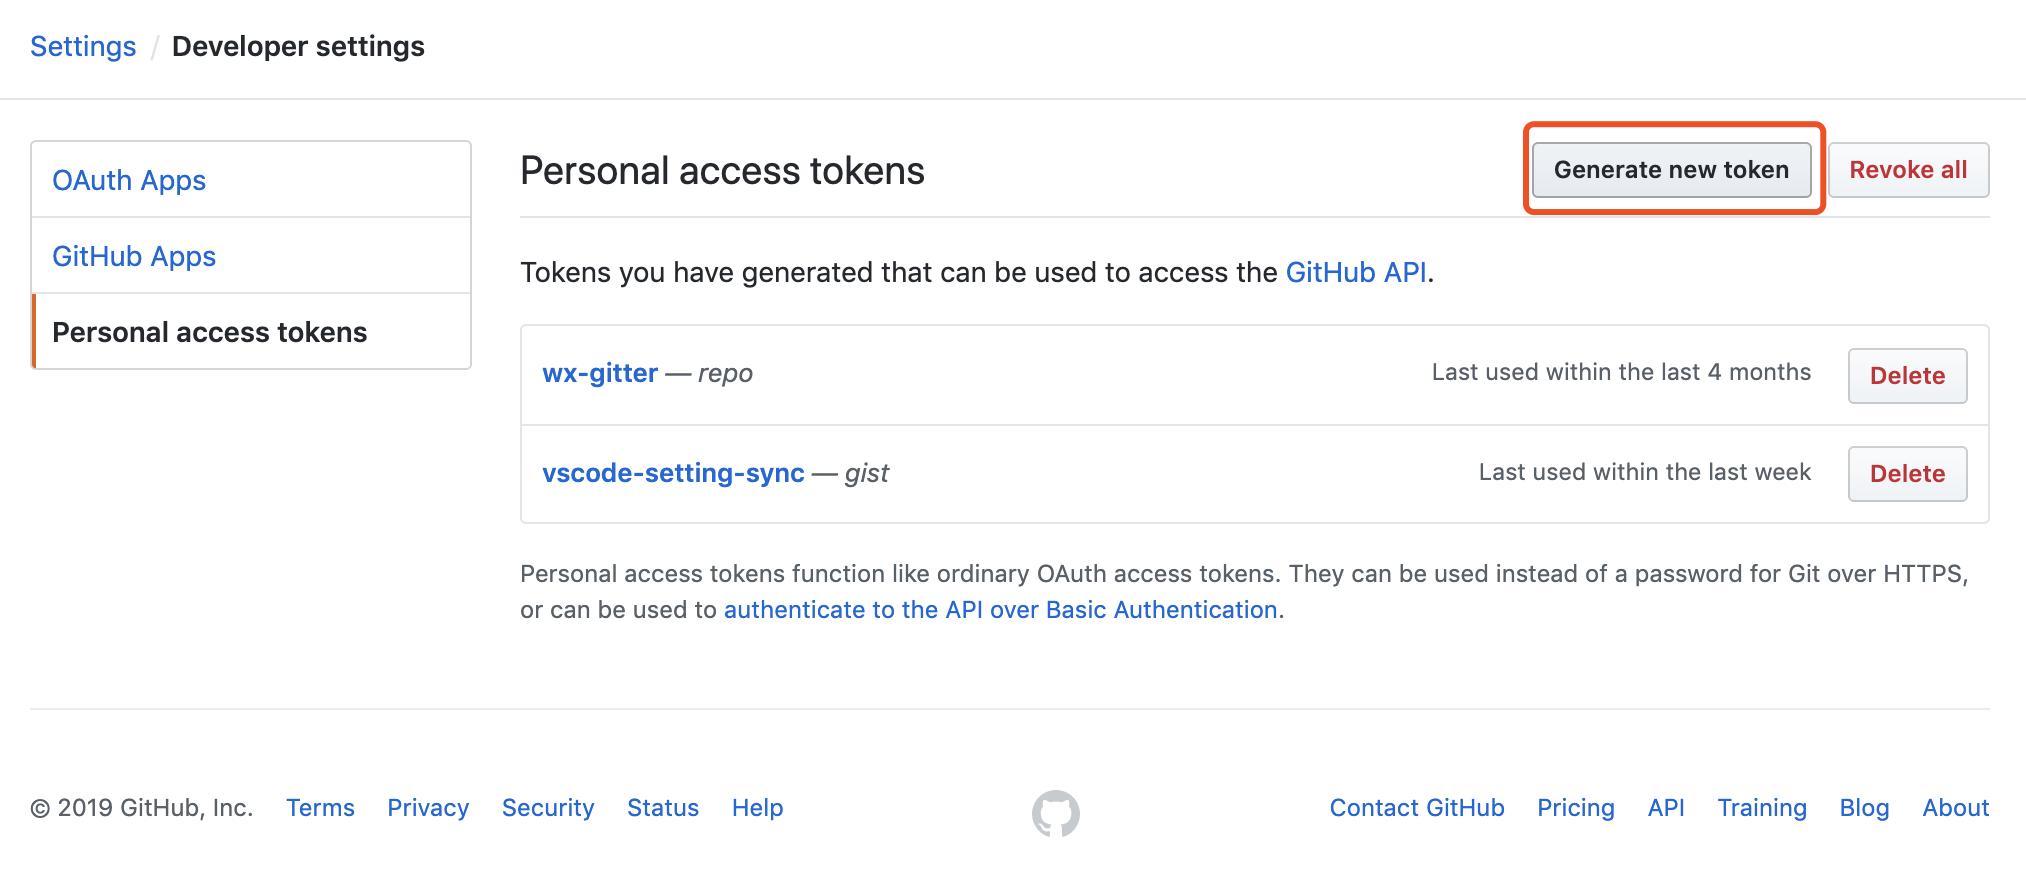 Settings / Developer settings
OAuth Apps
GitHub Apps
Personal access tokens
Personal access tokens
Generate new token
Revoke all
Tokens you have generated that can be used to access the GitHub API.
wx-gitter — repo
Last used within the last 4 months
Delete
vscode-setting-sync — gist
Last used within the last week
Delete
Personal access tokens function like ordinary OAuth access tokens. They can be used instead of a password for Git over HTTPS,
or can be used to authenticate to the API over Basic Authentication.
© 2019 GitHub, Inc. Terms Privacy Security Status Help
Contact GitHub Pricing API Training Blog About